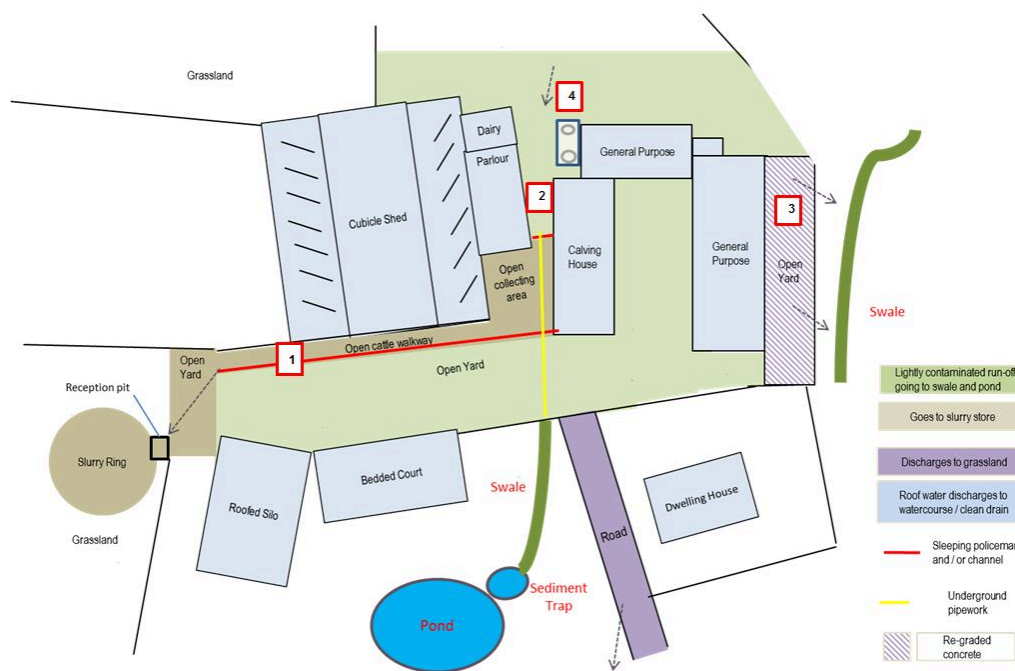 Grassland
4
Dairy
Parlour
General Purpose
2
3
Cubicle Shed
Calving
House
General
Purpose
Open
Yard
Open
collecting
area
Swale
Open cattle walkway
1
Open
Yard
Open Yard
Reception pit
Lightly contaminated run-off
going to swale and pond
Goes to slurry store
Slurry Ring
Bedded Court
Swale
Discharges to grassland
Roofed Silo
Dwelling House
Roof water discharges to
watercourse / clean drain
Grassland
Road
Sleeping policeman
and / or channel
Sediment
Trap
Underground
pipework
Pond
Re-graded
concrete